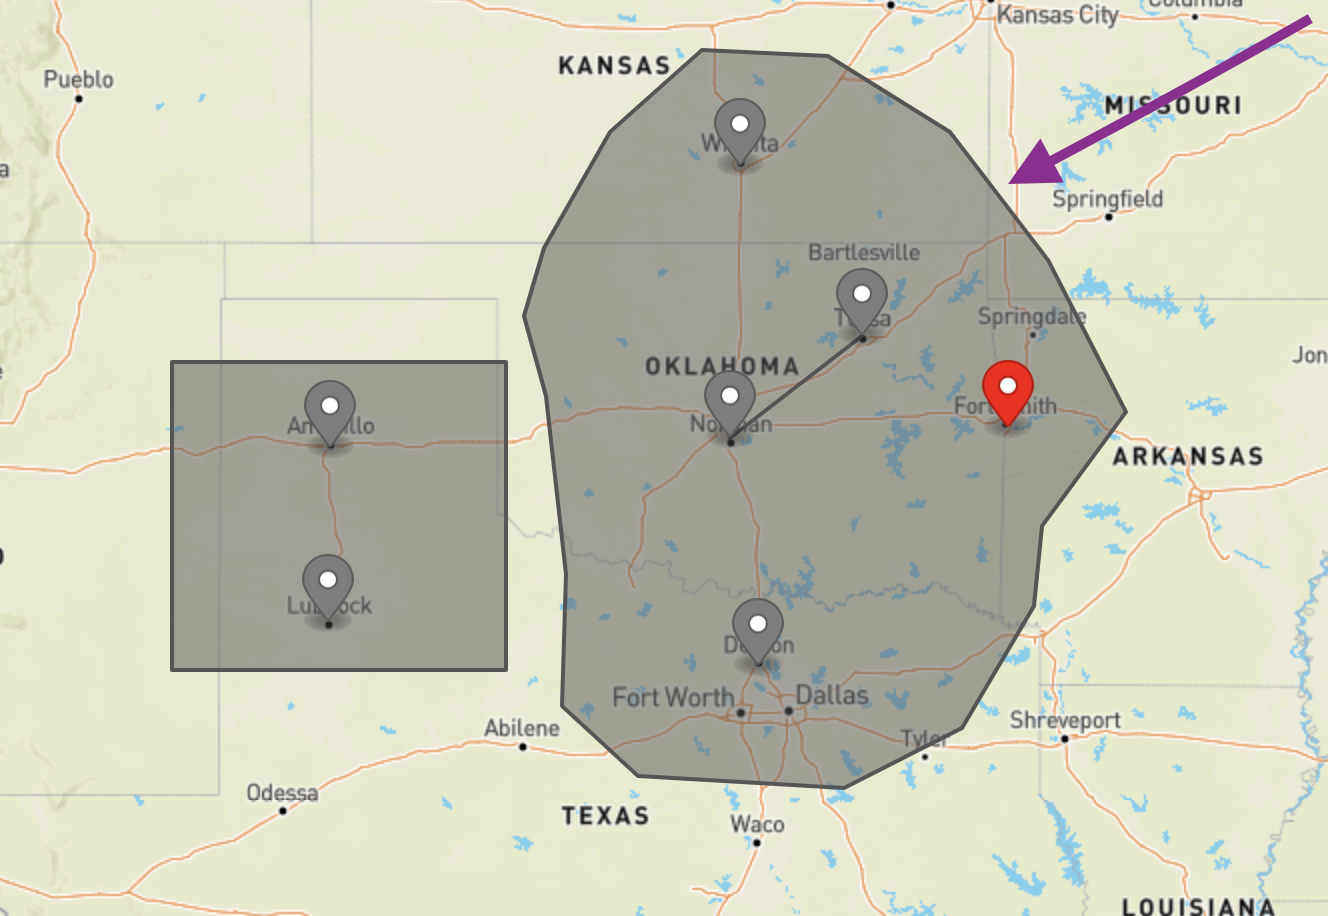 Columbia
Kansas City
KANSAS
Pueblo
MISSOURI
Wichita
Springfield
Bartlesville
Tulsa
Springdale
OKLAHOMA
Jon
Fort Smith
Amarillo
Norman
ARKANSAS
Lubbock
Denton
Fort Worth
Dallas
Abilene
Shreveport
Tyler
Odessa
TEXAS
Waco
LOUISIANA